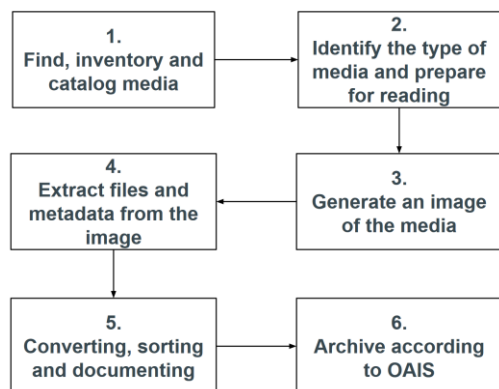 1.
Find, inventory and
catalog media
2.
Identify the type of
media and prepare
for reading
3.
Generate an image
of the media
4.
Extract files and
metadata from the
image
5.
Converting, sorting
and documenting
6.
Archive according
to OAIS